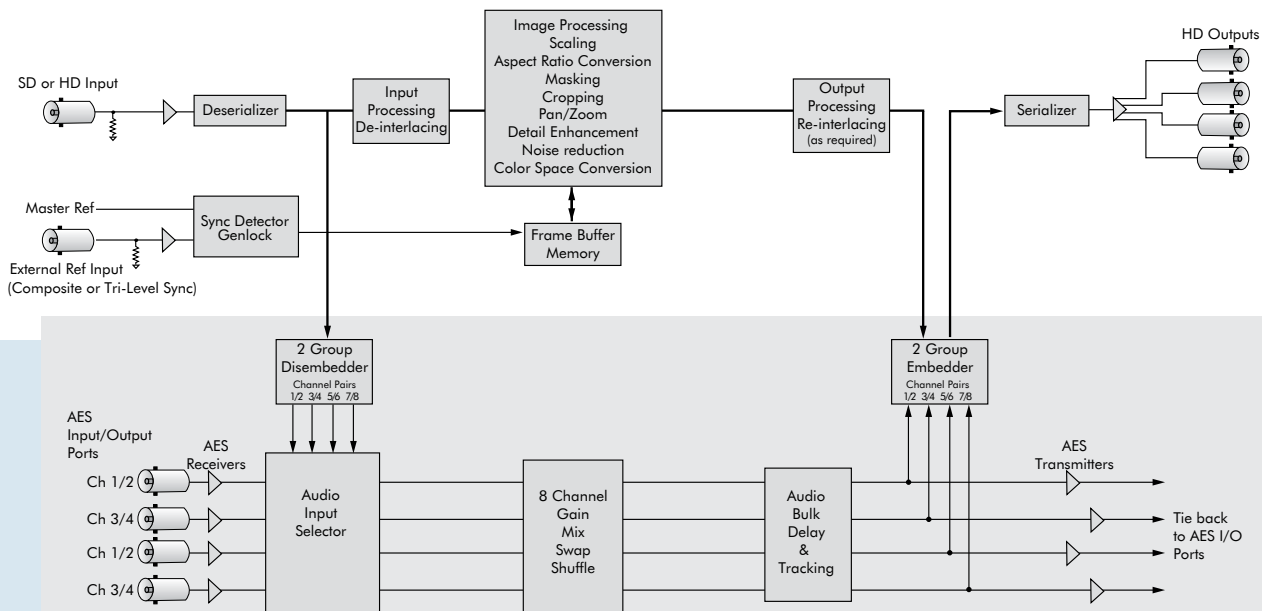 SD or HD Input
Deserializer
Input
Processing
De-interlacing
Image Processing
Scaling
Aspect Ratio Conversion
Masking
Cropping
Pan/Zoom
Detail Enhancement
Noise reduction
Color Space Conversion
Output
Processing
Re-interlacing
(as required)
Serializer
HD Outputs
Master Ref
Sync Detector
Genlock
Frame Buffer
Memory
External Ref Input
(Composite or Tri-Level Sync)
2 Group
Disembedder
Channel Pairs
1/2 3/4 5/6 7/8
2 Group
Embedder
Channel Pairs
1/2 3/4 5/6 7/8
AES
Input/Output
Ports
AES
Receivers
Ch 1/2
Ch 3/4
Ch 1/2
Ch 3/4
Audio
Input
Selector
8 Channel
Gain
Mix
Swap
Shuffle
Audio
Bulk
Delay
&
Tracking
AES
Transmitters
Tie back
to AES I/O
Ports